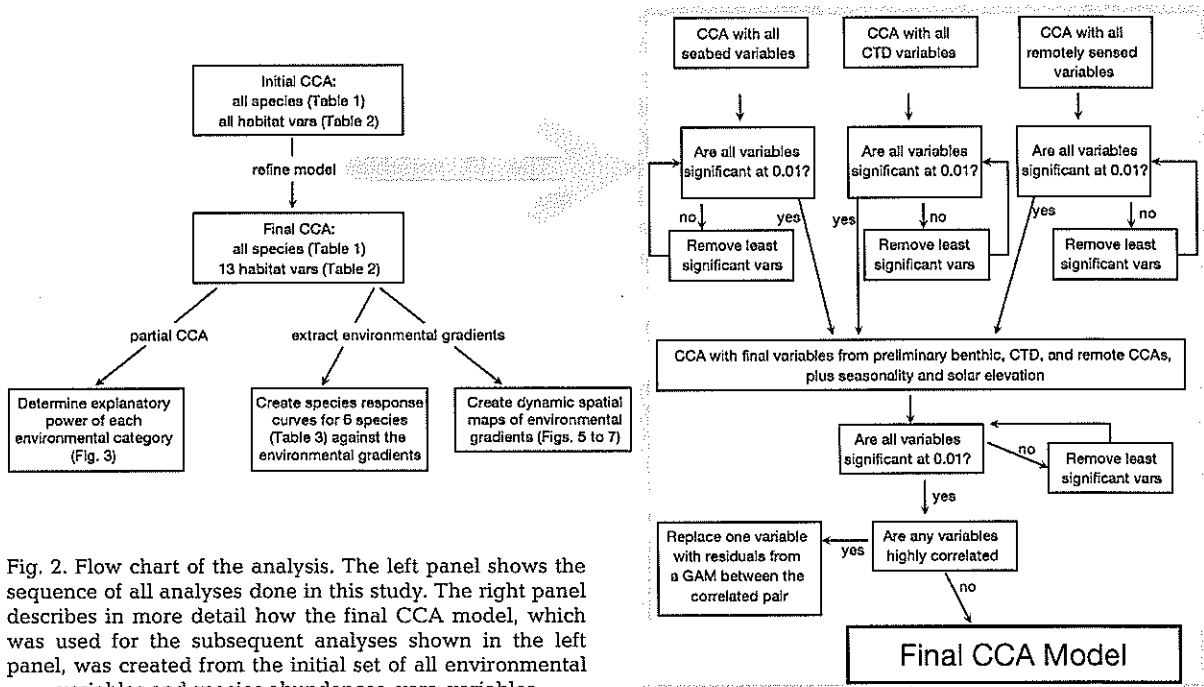 Initial CCA:
all species (Table 1)
all habitat vars (Table 2)
refine model
Final CCA:
all species (Table 1)
13 habitat vars (Table 2)
partial CCA
extract environmental gradients
Determine explanatory
power of each
environmental category
(Fig. 3)
Create species response
curves for 6 species
(Table 3) against the
environmental gradients
Create dynamic spatial
maps of environmental
gradients (Figs. 5 to 7)
Fig. 2. Flow chart of the analysis. The left panel shows the
sequence of all analyses done in this study. The right panel
describes in more detail how the final CCA model, which
was used for the subsequent analyses shown in the left
panel, was created from the initial set of all environmental
CCA with all
seabed variables
CCA with all
CTD variables
CCA with all
remotely sensed
variables
Are all variables
significant at 0.01?
Are all variables
significant at 0.01?
Are all variables
significant at 0.01?
no
yes
yes
no
yes
no
Remove least
significant vars
Remove least
significant vars
Remove least
significant vars
CCA with final variables from preliminary benthic, CTD, and remote CCAs,
plus seasonality and solar elevation
Are all variables
significant at 0.01?
no
Remove least
significant vars
yes
Replace one variable
with residuals from
a GAM between the
correlated pair
yes
Are any variables
highly correlated
no
Final CCA Model